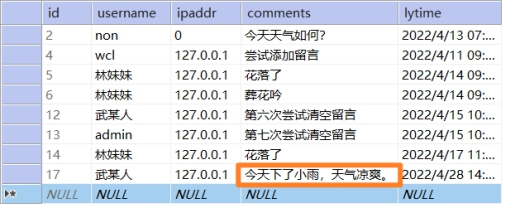 id username ipaddr comments lytime
2 non 0 今天天气如何? 2022/4/13 07:...
4 wcl 127.0.0.1 尝试添加留言 2022/4/11 09:...
5 林妹妹 127.0.0.1 花落了 2022/4/14 09:...
6 林妹妹 127.0.0.1 葬花吟 2022/4/14 09:...
12 武某人 127.0.0.1 第六次尝试清空留言 2022/4/15 10:...
13 admin 127.0.0.1 第七次尝试清空留言 2022/4/15 10:...
14 林妹妹 127.0.0.1 花落了 2022/4/17 11:...
17 武某人 127.0.0.1 今天下了小雨，天气凉爽。 2022/4/28 14:...
NULL NULL NULL NULL NULL